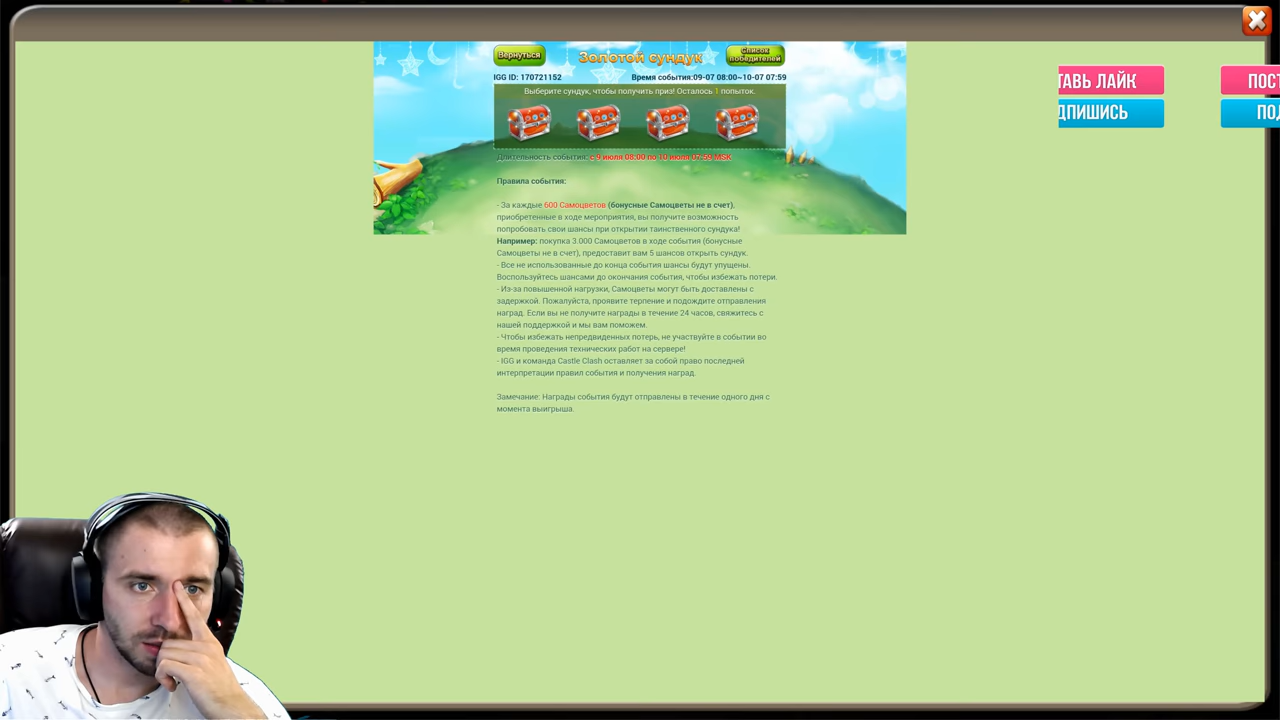 Вернуться
Золотой сундук
Список
победителей
IGG ID: 170721152
Время события:09-07 08:00~10-07 07:59
Выберите сундук, чтобы получить приз! Осталось 1 попыток.
ТАВЬ ЛАЙК
ПОСТ
ДПИШИСЬ
ПОД
Длительность события: с 9 июля 08:00 по 10 июля 07:59 MSK
Правила события:
- За каждые 600 Самоцветов (бонусные Самоцветы не в счет),
приобретенные в ходе мероприятия, вы получите возможность
попробовать свои шансы при открытии таинственного сундука!
Например: покупка 3.000 Самоцветов в ходе события (бонусные
Самоцветы не в счет), предоставит вам 5 шансов открыть сундук.
- Все не использованные до конца события шансы будут упущены.
Воспользуйтесь шансами до окончания события, чтобы избежать потери.
- Из-за повышенной нагрузки, Самоцветы могут быть доставлены с
задержкой. Пожалуйста, проявите терпение и подождите отправления
наград. Если вы не получите награды в течение 24 часов, свяжитесь с
нашей поддержкой и мы вам поможем.
- Чтобы избежать непредвиденных потерь, не участвуйте в событии во
время проведения технических работ на сервере!
- IGG и команда Castle Clash оставляет за собой право последней
интерпретации правил события и получения наград.
Замечание: Награды события будут отправлены в течение одного дня с
момента выигрыша.